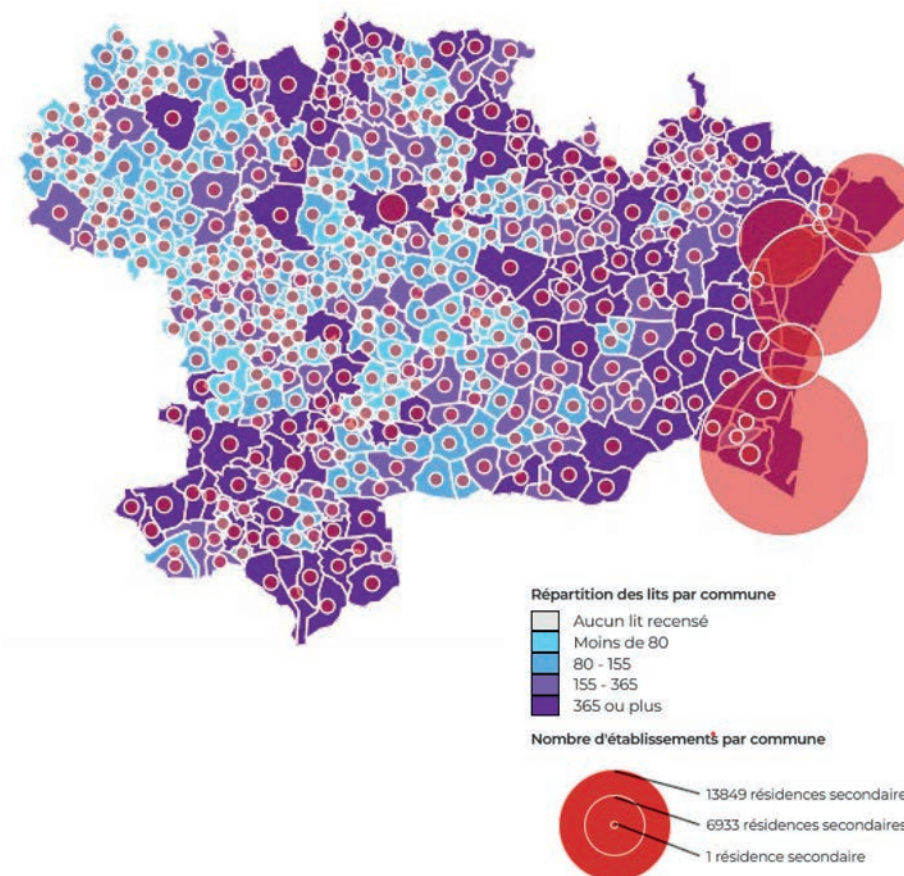 Répartition des lits par commune
Aucun lit recensé
Moins de 80
80 - 155
155 - 365
365 ou plus
Nombre d'établissements par commune
13849 résidences secondaire
6933 résidences secondaires
1 résidence secondaire